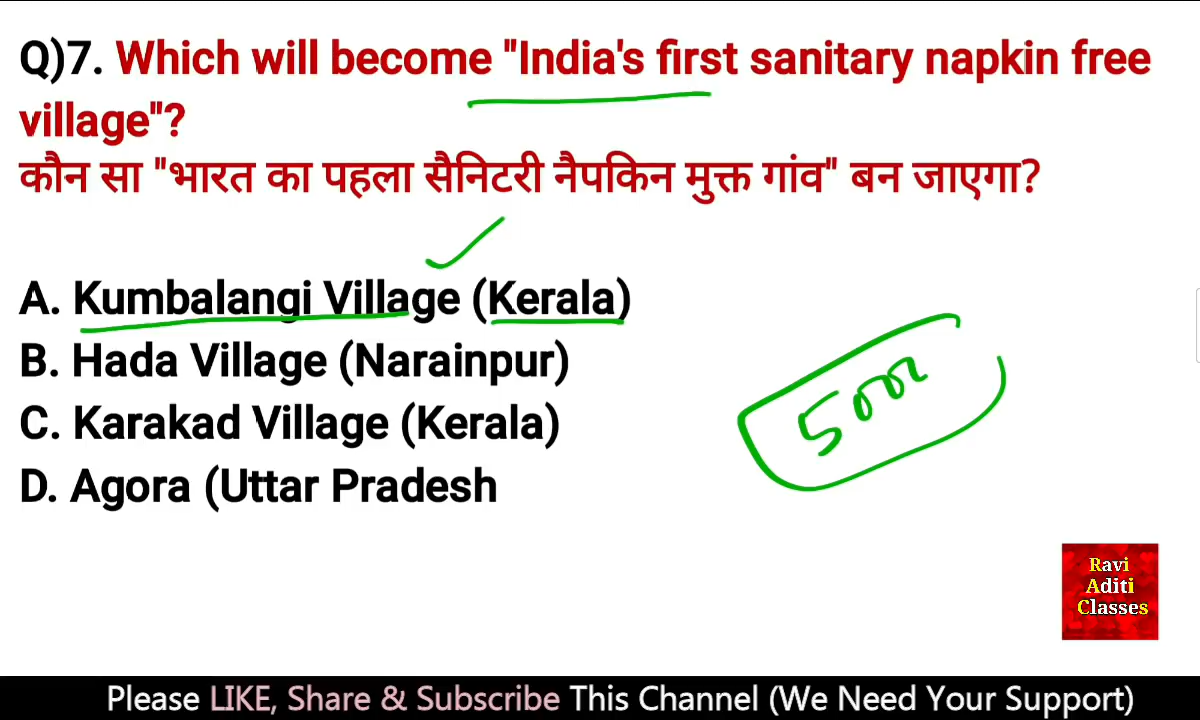 Q)7. Which will become "India's first sanitary napkin free
village"?
कौन सा "भारत का पहला सैनिटरी नैपकिन मुक्त गांव" बन जाएगा?
A. Kumbalangi Village (Kerala)
B. Hada Village (Narainpur)
C. Karakad Village (Kerala)
D. Agora (Uttar Pradesh
5000
Ravi
Aditi
Classes
Please LIKE, Share & Subscribe This Channel (We Need Your Support)